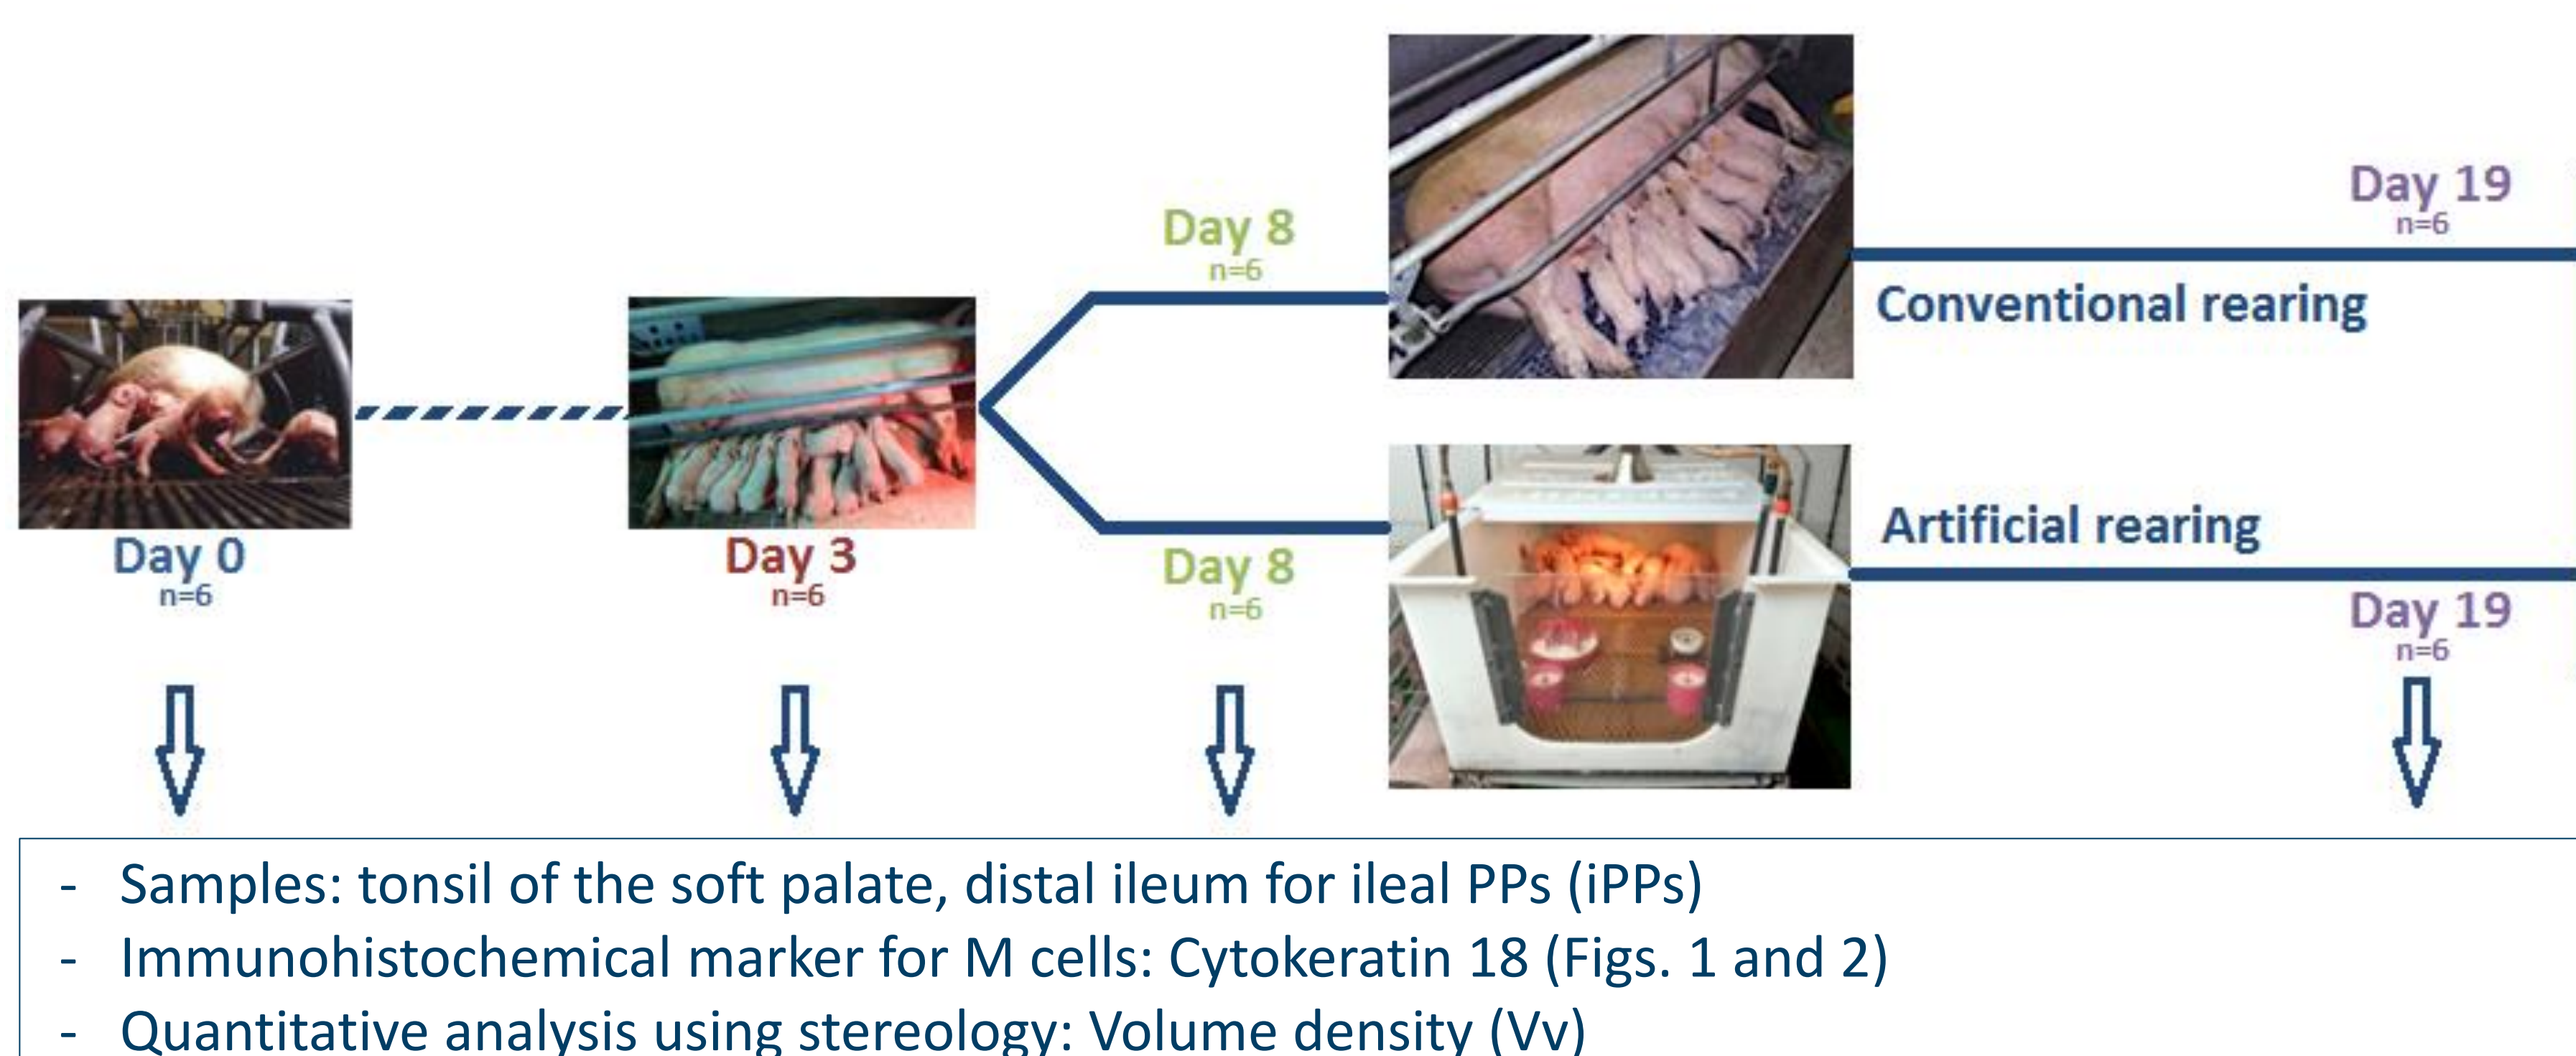 Day 0
n=6
Day 3
n=6
Day 8
n=6
Day 8
n=6
Day 19
n=6
Conventional rearing
Artificial rearing
Day 19
n=6
- Samples: tonsil of the soft palate, distal ileum for ileal PPs (iPPs)
- Immunohistochemical marker for M cells: Cytokeratin 18 (Figs. 1 and 2)
- Quantitative analysis using stereology: Volume density (Vv)